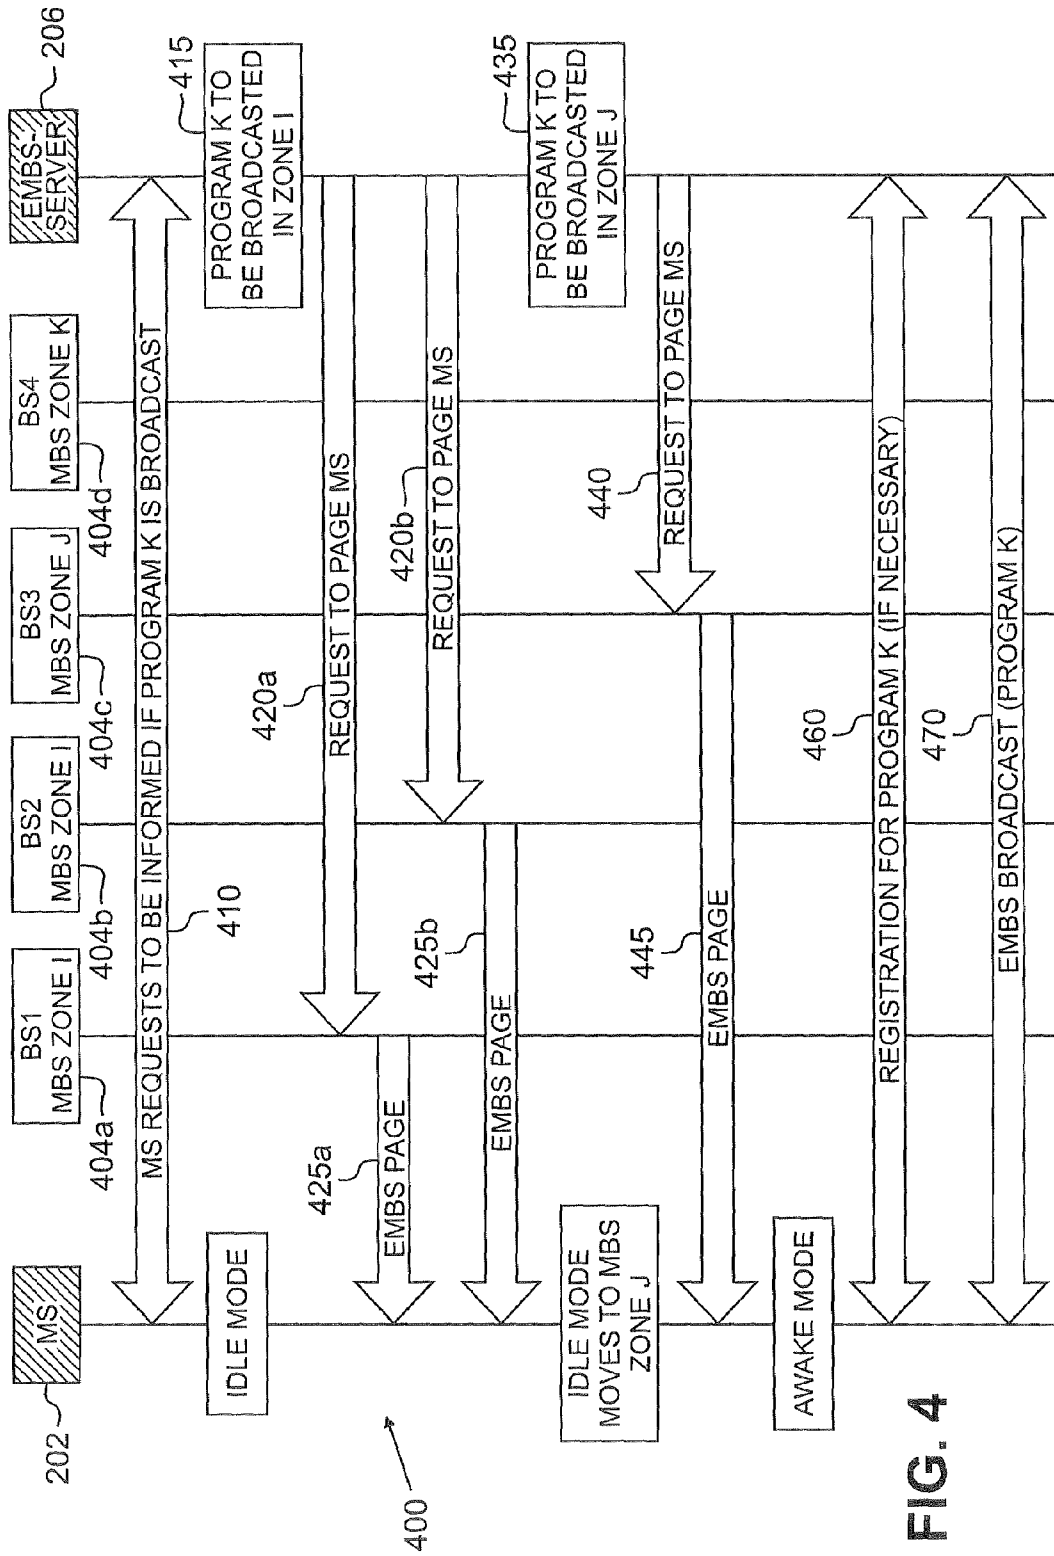 202
MS
BS1
MBS ZONE I
404a
BS2
MBS ZONE I
404b
BS3
MBS ZONE J
404c
BS4
MBS ZONE K
404d
EMBS-
SERVER
206
MS REQUESTS TO BE INFORMED IF PROGRAM K IS BROADCAST
410
IDLE MODE
415
PROGRAM K TO
BE BROADCASTED
IN ZONE I
420a
REQUEST TO PAGE MS
425a
EMBS PAGE
420b
REQUEST TO PAGE MS
425b
EMBS PAGE
400
IDLE MODE
MOVES TO MBS
ZONE J
435
PROGRAM K TO
BE BROADCASTED
IN ZONE J
440
REQUEST TO PAGE MS
445
EMBS PAGE
AWAKE MODE
460
REGISTRATION FOR PROGRAM K (IF NECESSARY)
470
EMBS BROADCAST (PROGRAM K)
FIG. 4